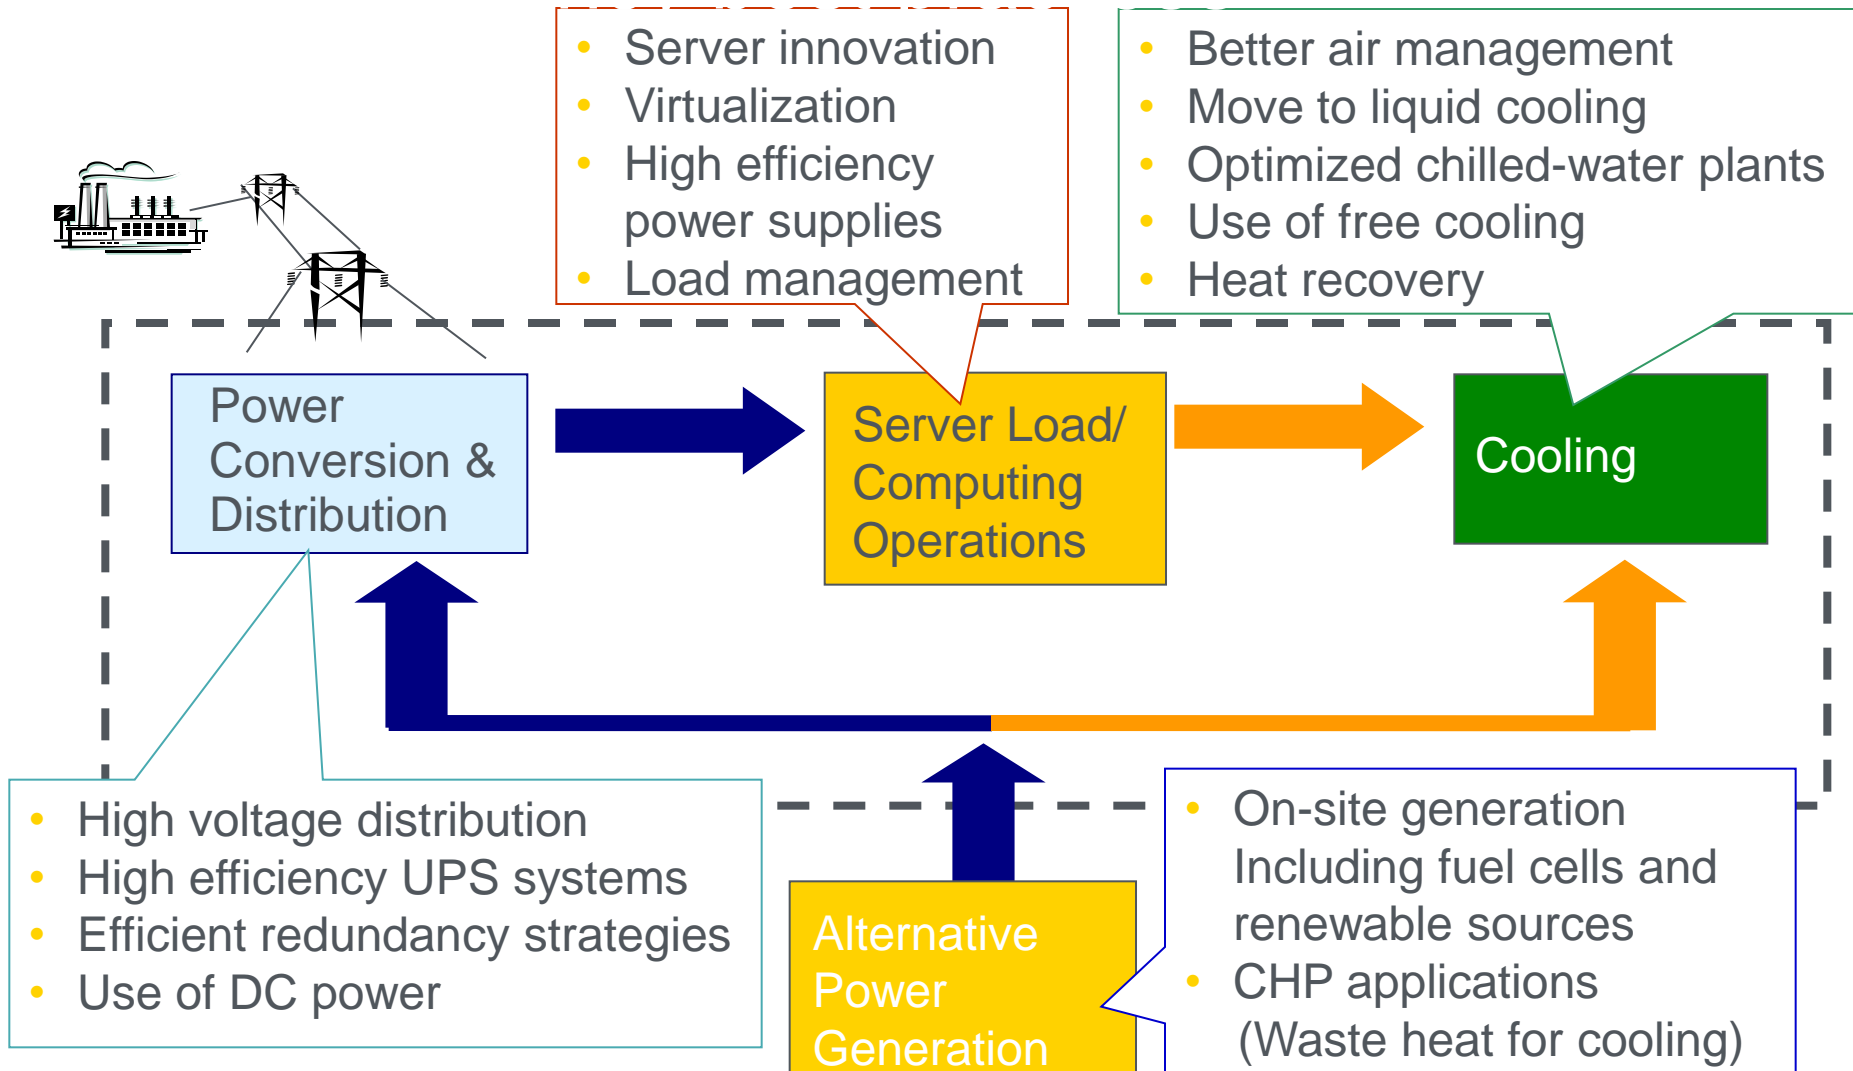 • Server innovation
• Virtualization
• High efficiency
power supplies
• Load management
• Better air management
• Move to liquid cooling
• Optimized chilled-water plants
• Use of free cooling
• Heat recovery
Power
Conversion &
Distribution
Server Load/
Computing
Operations
Cooling
• High voltage distribution
• High efficiency UPS systems
• Efficient redundancy strategies
• Use of DC power
Alternative
Power
Generation
• On-site generation
Including fuel cells and
renewable sources
• CHP applications
(Waste heat for cooling)